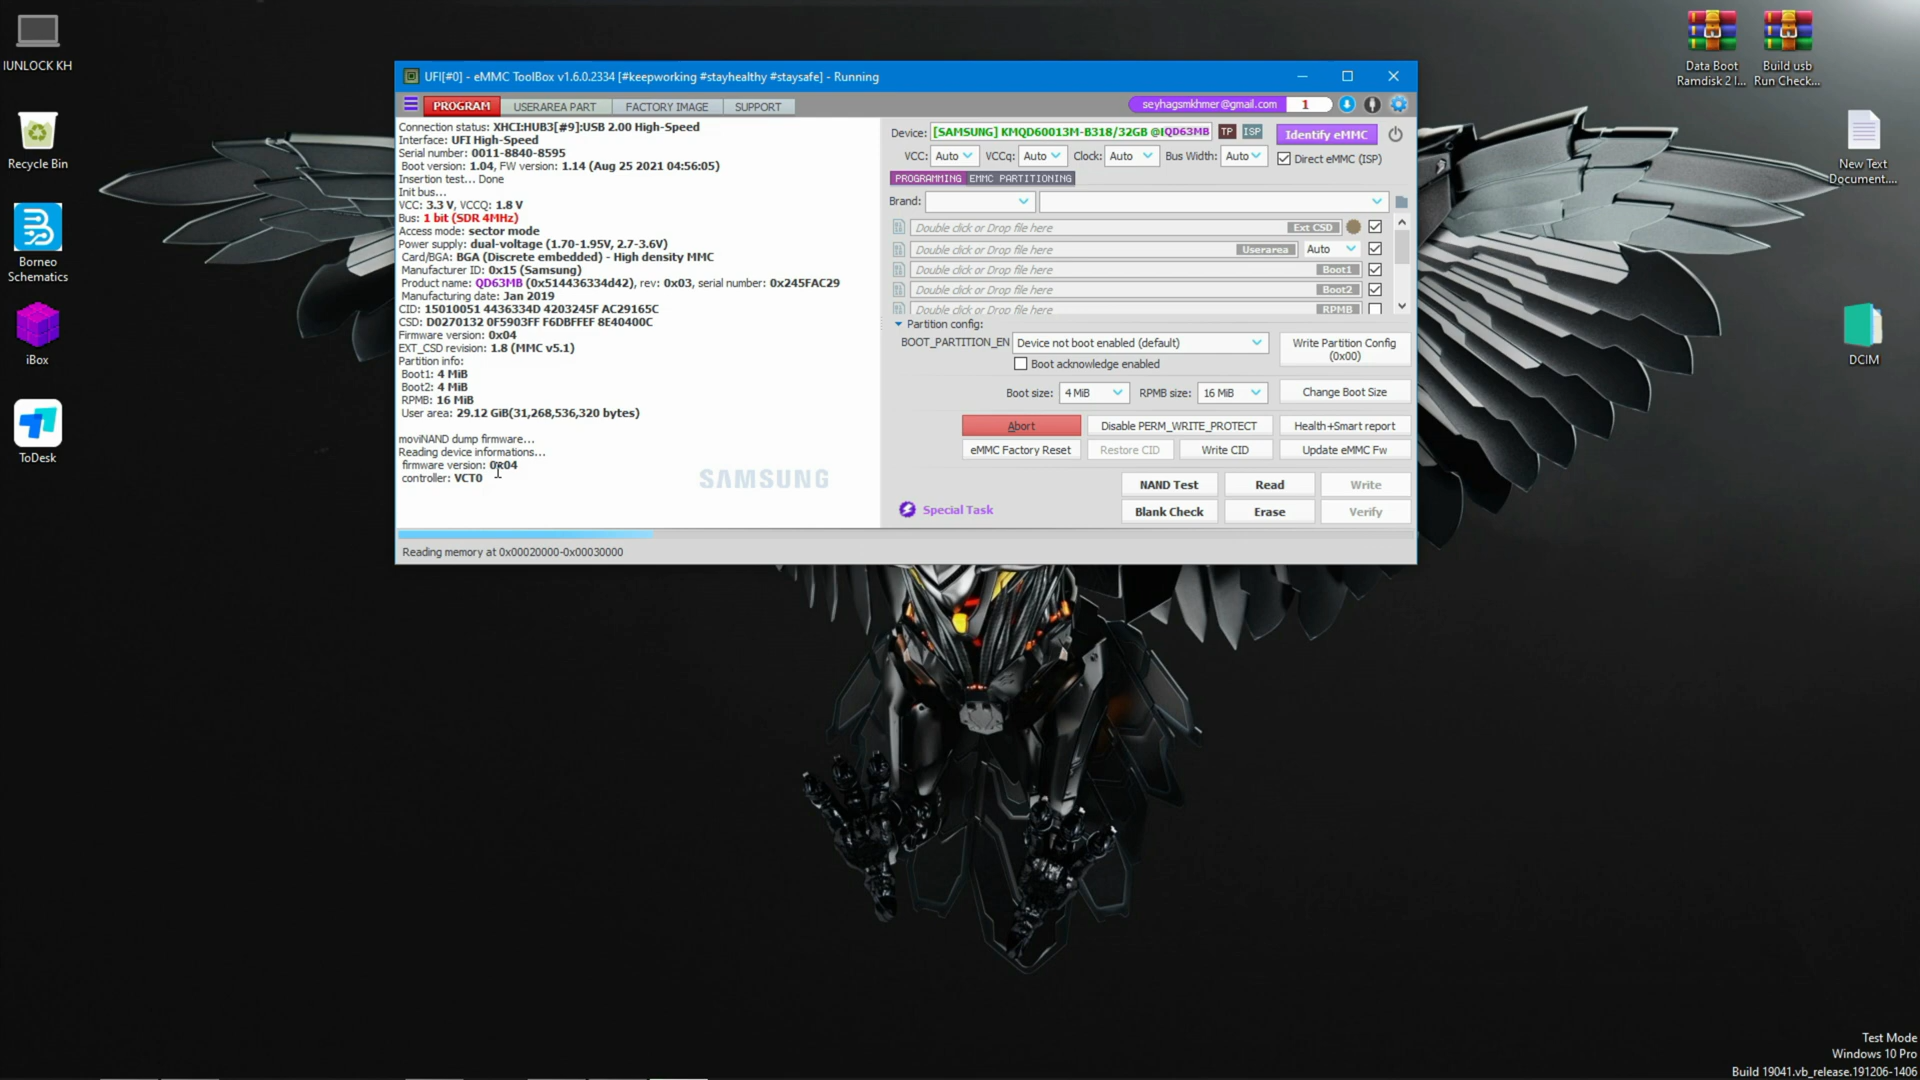 IUNLOCK KH
Recycle Bin
Borneo
Schematics
iBox
ToDesk
Data Boot
Ramdisk 2 I...
Build usb
Run Check...
New Text
Document....
DCIM
UFI[#0] - eMMC ToolBox v1.6.0.2334 [#keepworking #stayhealthy #staysafe] - Running
PROGRAM USERAREA PART FACTORY IMAGE SUPPORT
seyhagsmkhmer@gmail.com 1
Connection status: XHCI:HUB3[#9]:USB 2.00 High-Speed
Interface: UFI High-Speed
Serial number: 0011-8840-8595
Boot version: 1.04, FW version: 1.14 (Aug 25 2021 04:56:05)
Insertion test... Done
Init bus...
VCC: 3.3 V, VCCQ: 1.8 V
Bus: 1 bit (SDR 4MHz)
Access mode: sector mode
Power supply: dual-voltage (1.70-1.95V, 2.7-3.6V)
Card/BGA: BGA (Discrete embedded) - High density MMC
Manufacturer ID: 0x15 (Samsung)
Product name: QD63MB (0x514436334d42), rev: 0x03, serial number: 0x245FAC29
Manufacturing date: Jan 2019
CID: 15010051 4436334D 4203245F AC29165C
CSD: D0270132 0F5903FF F6DBFFEF 8E40400C
Firmware version: 0x04
EXT_CSD revision: 1.8 (MMC v5.1)
Partition info:
Boot1: 4 MiB
Boot2: 4 MiB
RPMB: 16 MiB
User area: 29.12 GiB(31,268,536,320 bytes)
moviNAND dump firmware...
Reading device informations...
firmware version: 0x04
controller: VCT0
SAMSUNG
Reading memory at 0x00020000-0x00030000
Device: [SAMSUNG] KMQD60013M-B318/32GB @|QD63MB TP ISP Identify eMMC
VCC: Auto VCCq: Auto Clock: Auto Bus Width: Auto Direct eMMC (ISP)
PROGRAMMING EMMC PARTITIONING
Brand:
Double click or Drop file here Ext CSD
Double click or Drop file here Userarea Auto
Double click or Drop file here Boot1
Double click or Drop file here Boot2
Double click or Drop file here RPMB
Partition config:
BOOT_PARTITION_EN Device not boot enabled (default)
Write Partition Config
(0x00)
Boot acknowledge enabled
Boot size: 4 MiB RPMB size: 16 MiB Change Boot Size
Abort Disable PERM_WRITE_PROTECT Health+Smart report
eMMC Factory Reset Restore CID Write CID Update eMMC Fw
NAND Test Read Write
Special Task Blank Check Erase Verify
Test Mode
Windows 10 Pro
Build 19041.vb_release.191206-1406